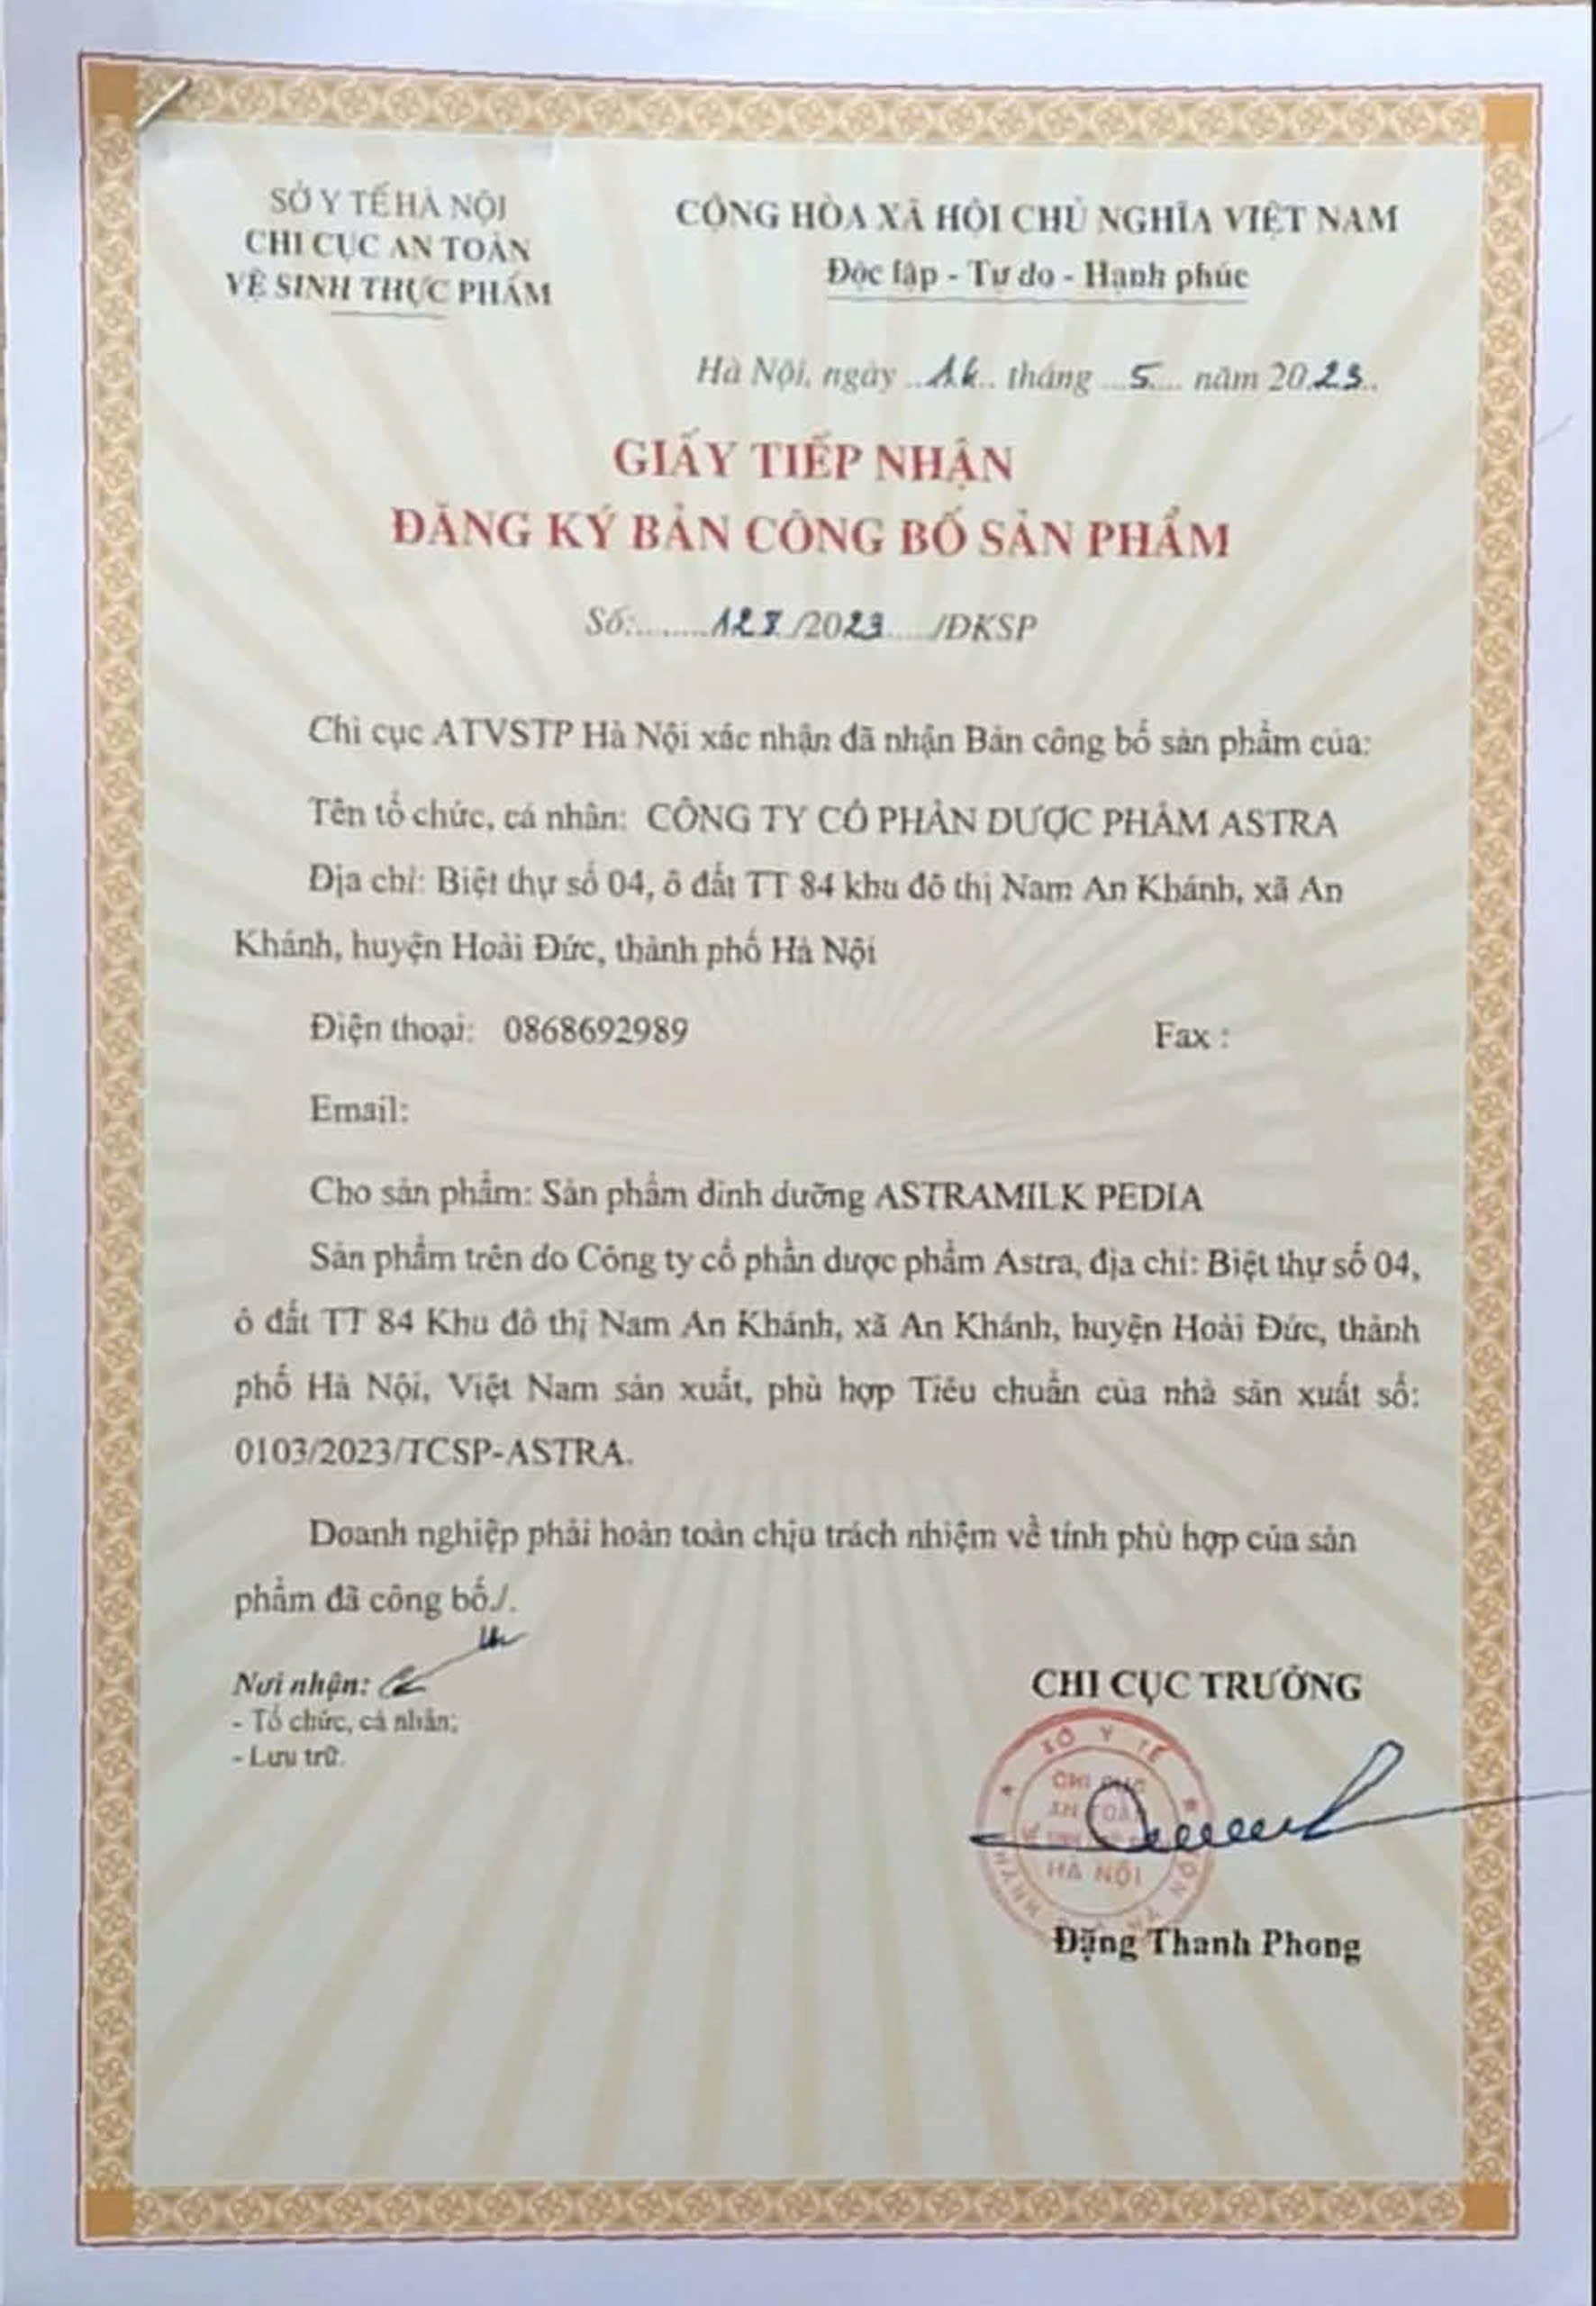 SỞ Y TẾ HÀ NỘI
CHI CỤC AN TOÀN
VỆ SINH THỰC PHẨM
CỘNG HÒA XÃ HỘI CHỦ NGHĨA VIỆT NAM
Độc lập - Tự do - Hạnh phúc
Hà Nội, ngày ..16.. tháng ...5.... năm 20.23..
GIẤY TIẾP NHẬN
ĐĂNG KÝ BẢN CÔNG BỐ SẢN PHẨM
Số:.........128./2023...../ĐKSP
Chi cục ATVSTP Hà Nội xác nhận đã nhận Bản công bố sản phẩm của:
Tên tổ chức, cá nhân: CÔNG TY CỔ PHẦN DƯỢC PHẨM ASTRA
Địa chỉ: Biệt thự số 04, ô đất TT 84 khu đô thị Nam An Khánh, xã An
Khánh, huyện Hoài Đức, thành phố Hà Nội
Điện thoại: 0868692989 Fax :
Email:
Cho sản phẩm: Sản phẩm dinh dưỡng ASTRAMILK PEDIA
Sản phẩm trên do Công ty cổ phần dược phẩm Astra, địa chỉ: Biệt thự số 04,
ô đất TT 84 Khu đô thị Nam An Khánh, xã An Khánh, huyện Hoài Đức, thành
phố Hà Nội, Việt Nam sản xuất, phù hợp Tiêu chuẩn của nhà sản xuất số:
0103/2023/TCSP-ASTRA.
Doanh nghiệp phải hoàn toàn chịu trách nhiệm về tính phù hợp của sản
phẩm đã công bố./.
Nơi nhận:
- Tổ chức, cá nhân;
- Lưu trữ.
CHI CỤC TRƯỞNG
SỞ Y TẾ
CHI CỤC
AN TOÀN
HÀ NỘI
Đặng Thanh Phong